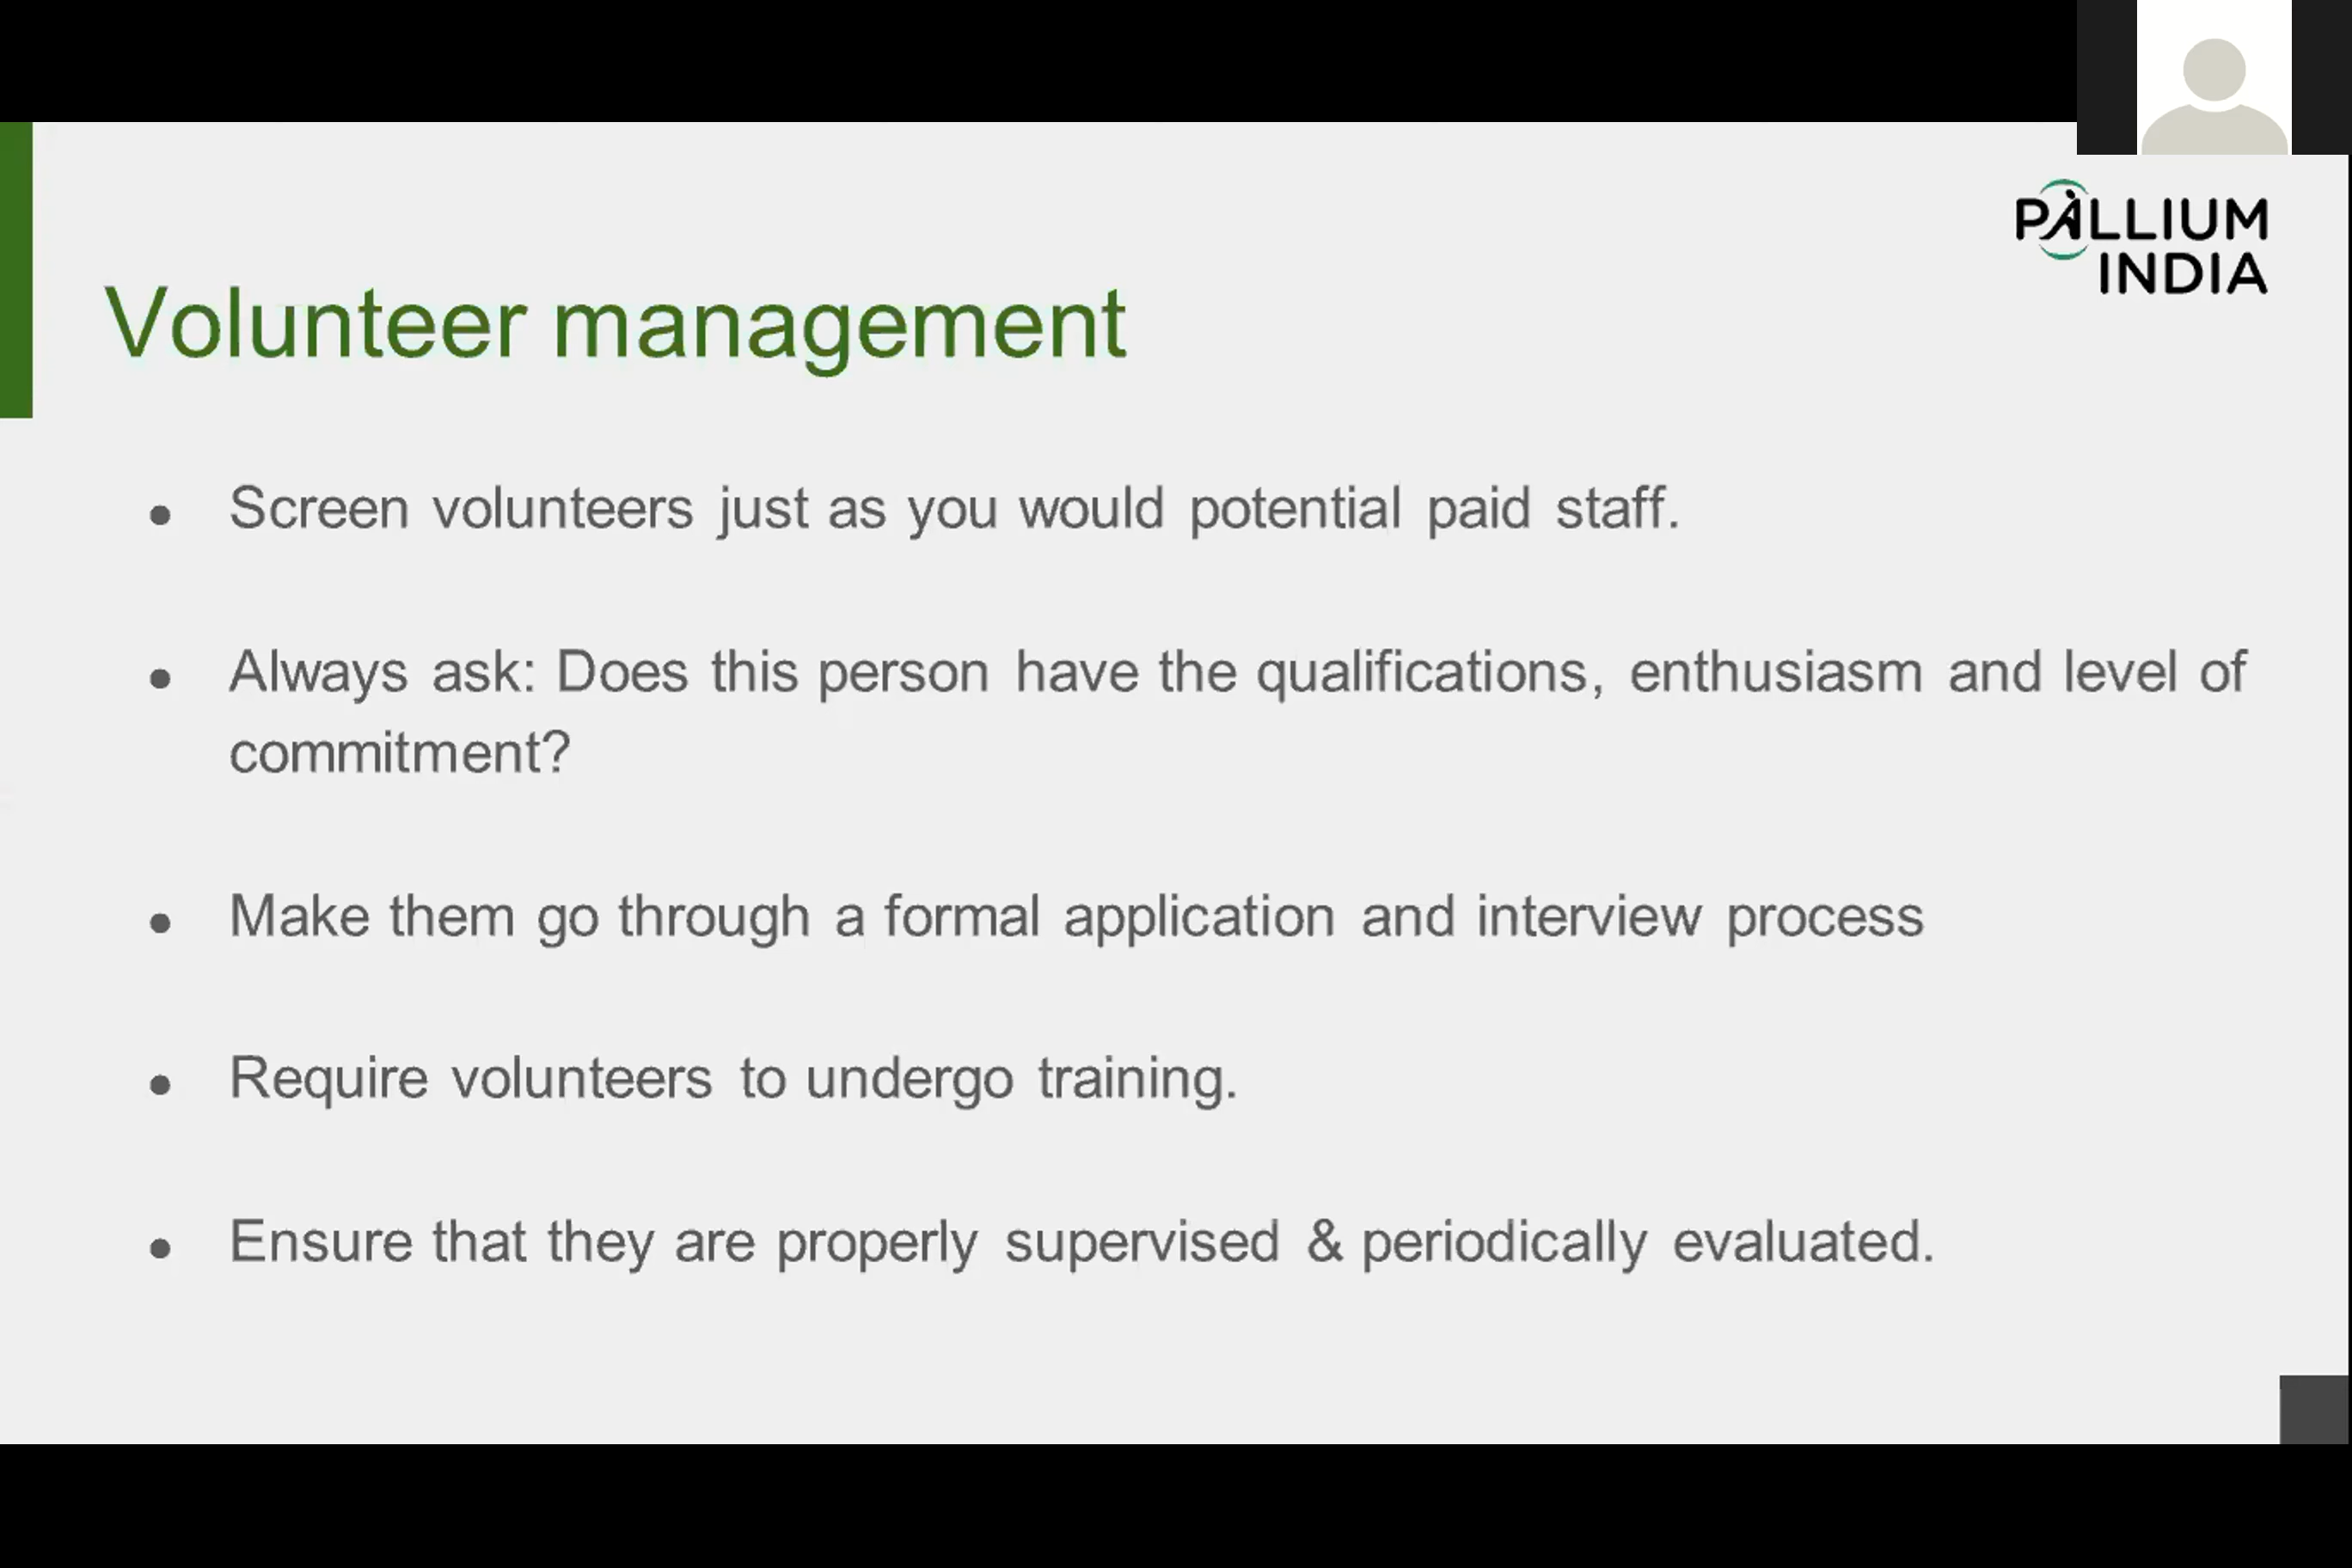 PALLIUM
INDIA
Volunteer management
• Screen volunteers just as you would potential paid staff.
• Always ask: Does this person have the qualifications, enthusiasm and level of
commitment?
• Make them go through a formal application and interview process
• Require volunteers to undergo training.
• Ensure that they are properly supervised & periodically evaluated.